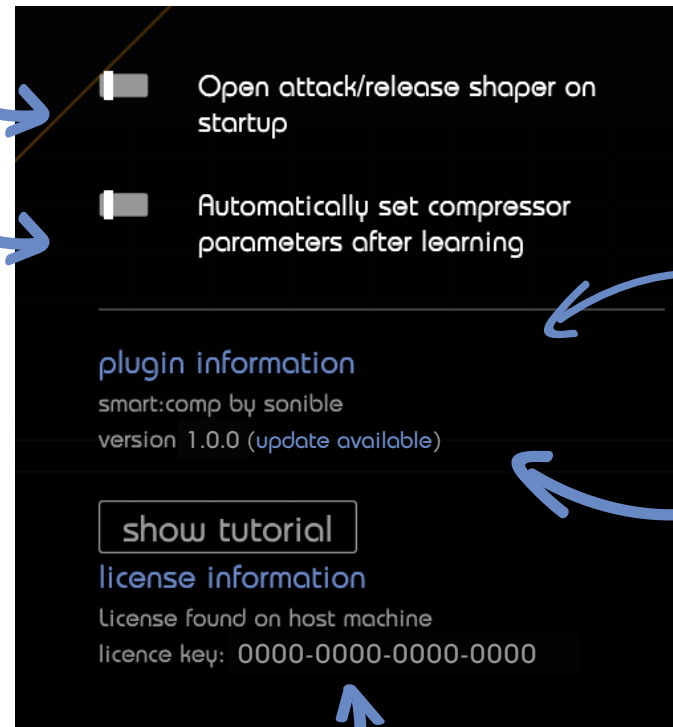 Open attack/release shaper on
startup
Automatically set compressor
parameters after learning
plugin information
smart:comp by sonible
version 1.0.0 (update available)
show tutorial
license information
License found on host machine
licence key: 0000-0000-0000-0000